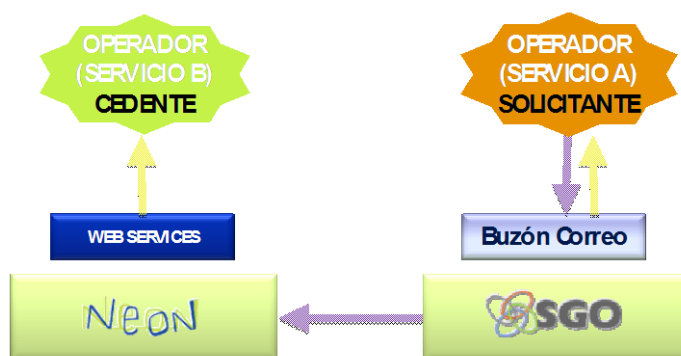 OPERADOR
(SERVICIO B)
CEDENTE
OPERADOR
(SERVICIO A)
SOLICITANTE
WEB SERVICES
Buzón Correo
NeoN
SGO